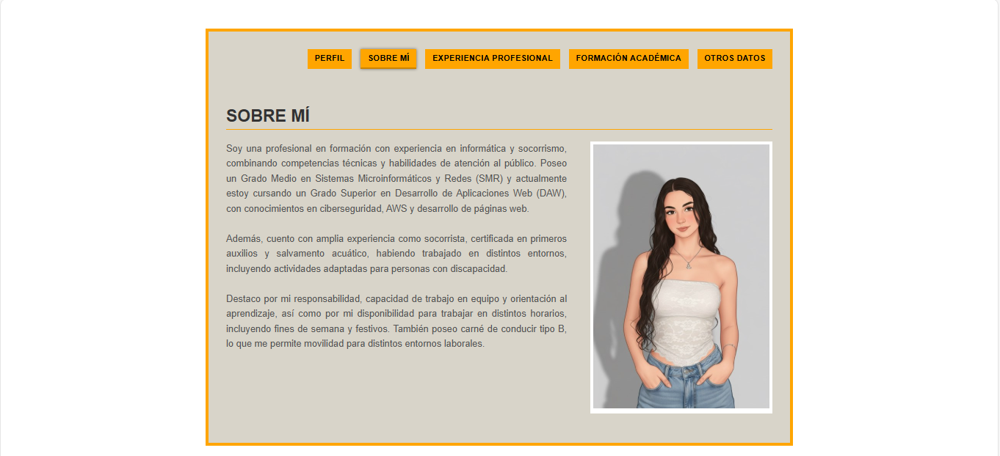 PERFIL SOBRE MÍ EXPERIENCIA PROFESIONAL FORMACIÓN ACADÉMICA OTROS DATOS
SOBRE MÍ
Soy una profesional en formación con experiencia en informática y socorrismo,
combinando competencias técnicas y habilidades de atención al público. Poseo
un Grado Medio en Sistemas Microinformáticos y Redes (SMR) y actualmente
estoy cursando un Grado Superior en Desarrollo de Aplicaciones Web (DAW),
con conocimientos en ciberseguridad, AWS y desarrollo de páginas web.
Además, cuento con amplia experiencia como socorrista, certificada en primeros
auxilios y salvamento acuático, habiendo trabajado en distintos entornos,
incluyendo actividades adaptadas para personas con discapacidad.
Destaco por mi responsabilidad, capacidad de trabajo en equipo y orientación al
aprendizaje, así como por mi disponibilidad para trabajar en distintos horarios,
incluyendo fines de semana y festivos. También poseo carné de conducir tipo B,
lo que me permite movilidad para distintos entornos laborales.